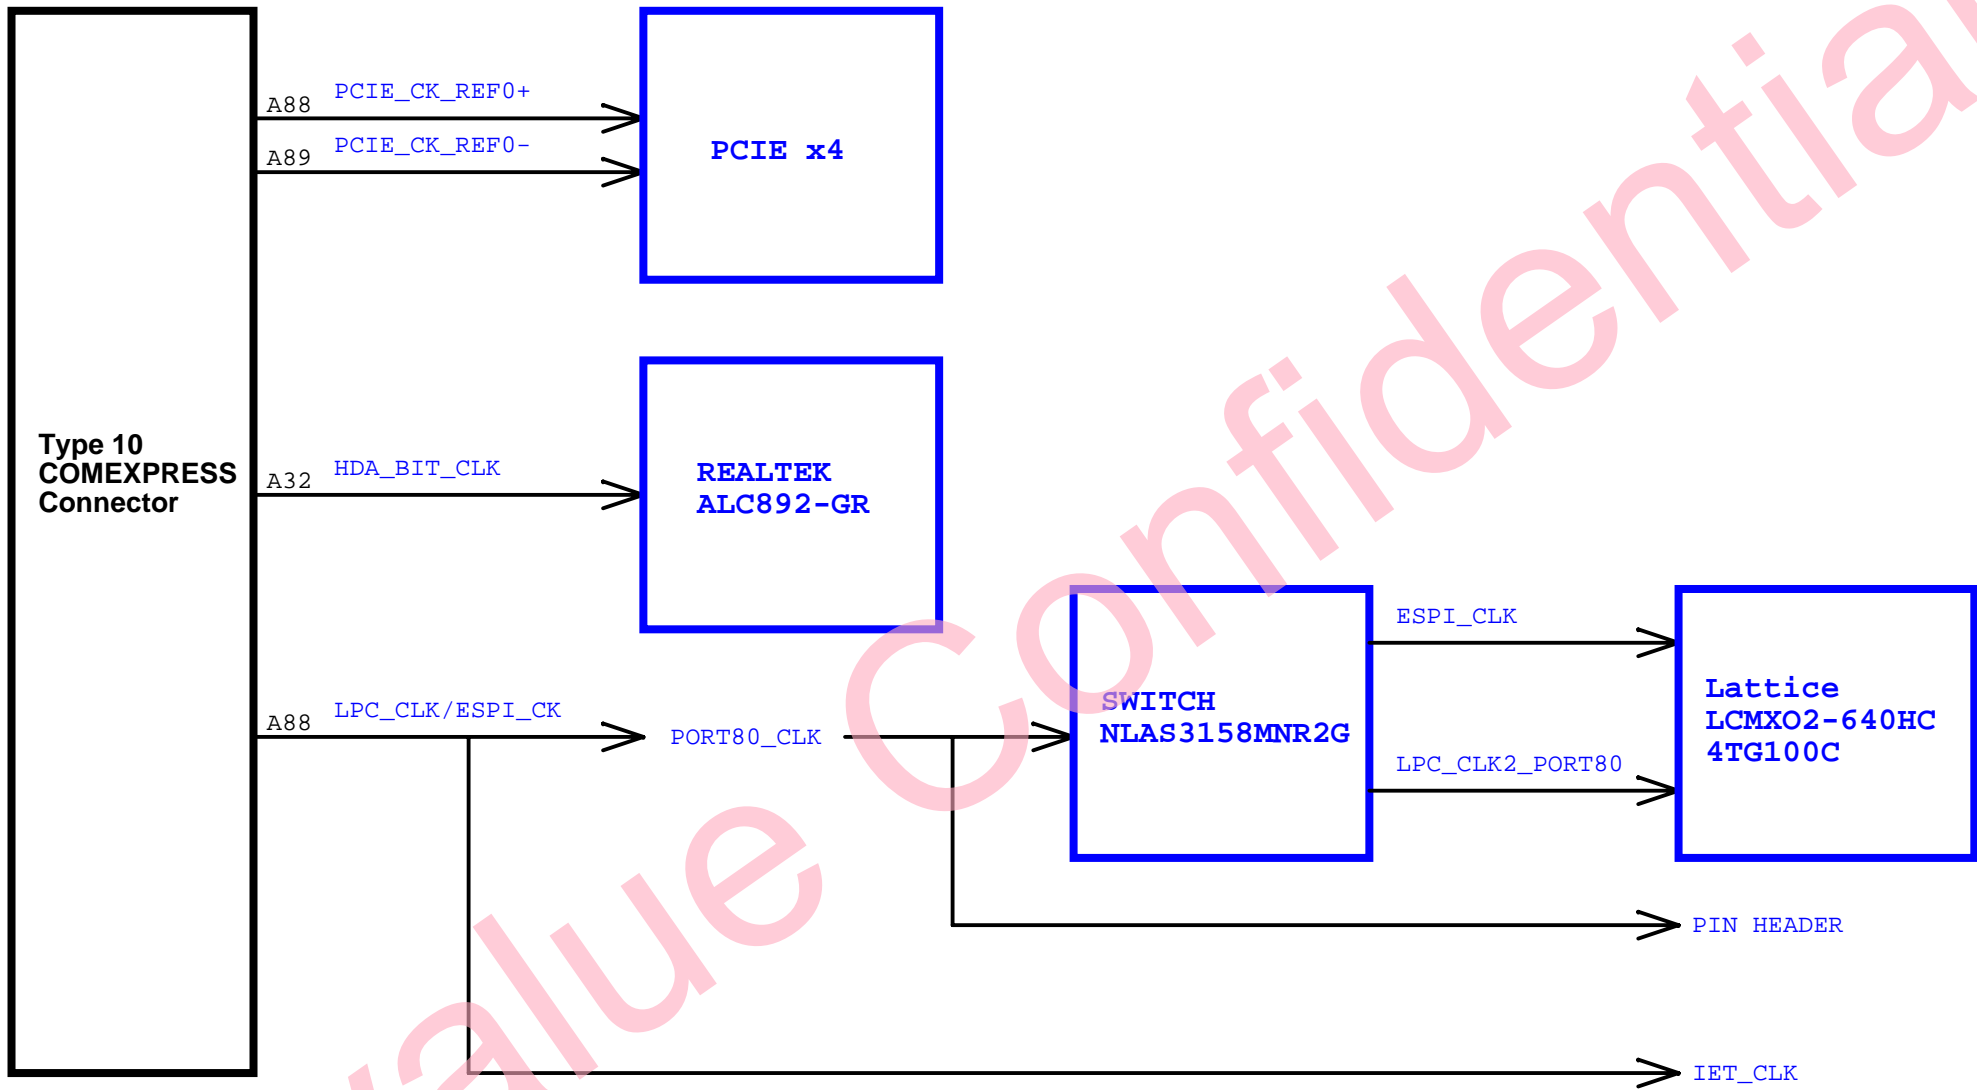 PCIE_CK_REF0+
A88
PCIE_CK_REF0-
A89
PCIE x4
Type 10
COMEXPRESS
Connector
HDA_BIT_CLK
A32
REALTEK
ALC892-GR
LPC_CLK/ESPI_CK
A88
PORT80_CLK
SWITCH
NLAS3158MNR2G
ESPI_CLK
LPC_CLK2_PORT80
Lattice
LCMXO2-640HC
4TG100C
PIN HEADER
IET_CLK
value Confidential